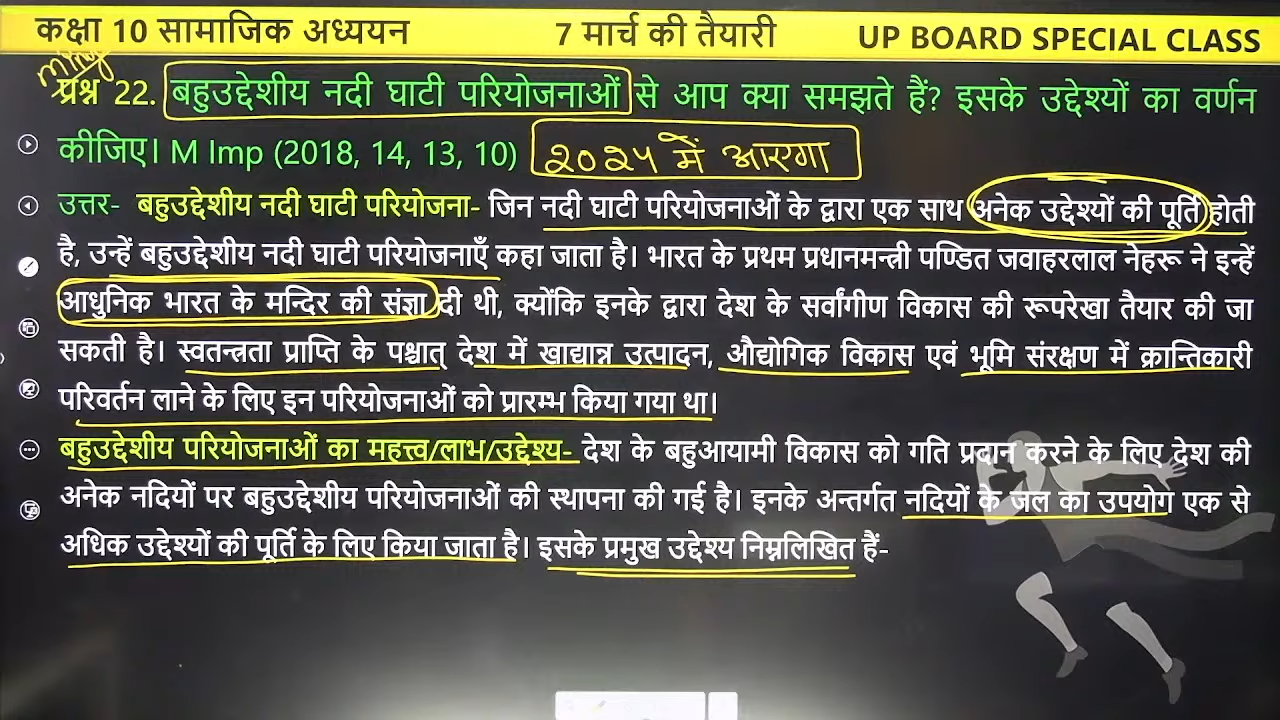 कक्षा 10 सामाजिक अध्ययन 7 मार्च की तैयारी UP BOARD SPECIAL CLASS
प्रश्न 22. बहुउद्देशीय नदी घाटी परियोजनाओं से आप क्या समझते हैं? इसके उद्देश्यों का वर्णन
कीजिए। M Imp (2018, 14, 13, 10) 2024 में आएगा
उत्तर- बहुउद्देशीय नदी घाटी परियोजना- जिन नदी घाटी परियोजनाओं के द्वारा एक साथ अनेक उद्देश्यों की पूर्ति होती
है, उन्हें बहुउद्देशीय नदी घाटी परियोजनाएँ कहा जाता है। भारत के प्रथम प्रधानमन्त्री पण्डित जवाहरलाल नेहरू ने इन्हें
आधुनिक भारत के मन्दिर की संज्ञा दी थी, क्योंकि इनके द्वारा देश के सर्वांगीण विकास की रूपरेखा तैयार की जा
सकती है। स्वतन्त्रता प्राप्ति के पश्चात् देश में खाद्यान्न उत्पादन, औद्योगिक विकास एवं भूमि संरक्षण में क्रान्तिकारी
परिवर्तन लाने के लिए इन परियोजनाओं को प्रारम्भ किया गया था।
बहुउद्देशीय परियोजनाओं का महत्त्व/लाभ/उद्देश्य- देश के बहुआयामी विकास को गति प्रदान करने के लिए देश की
अनेक नदियों पर बहुउद्देशीय परियोजनाओं की स्थापना की गई है। इनके अन्तर्गत नदियों के जल का उपयोग एक से
अधिक उद्देश्यों की पूर्ति के लिए किया जाता है। इसके प्रमुख उद्देश्य निम्नलिखित हैं-